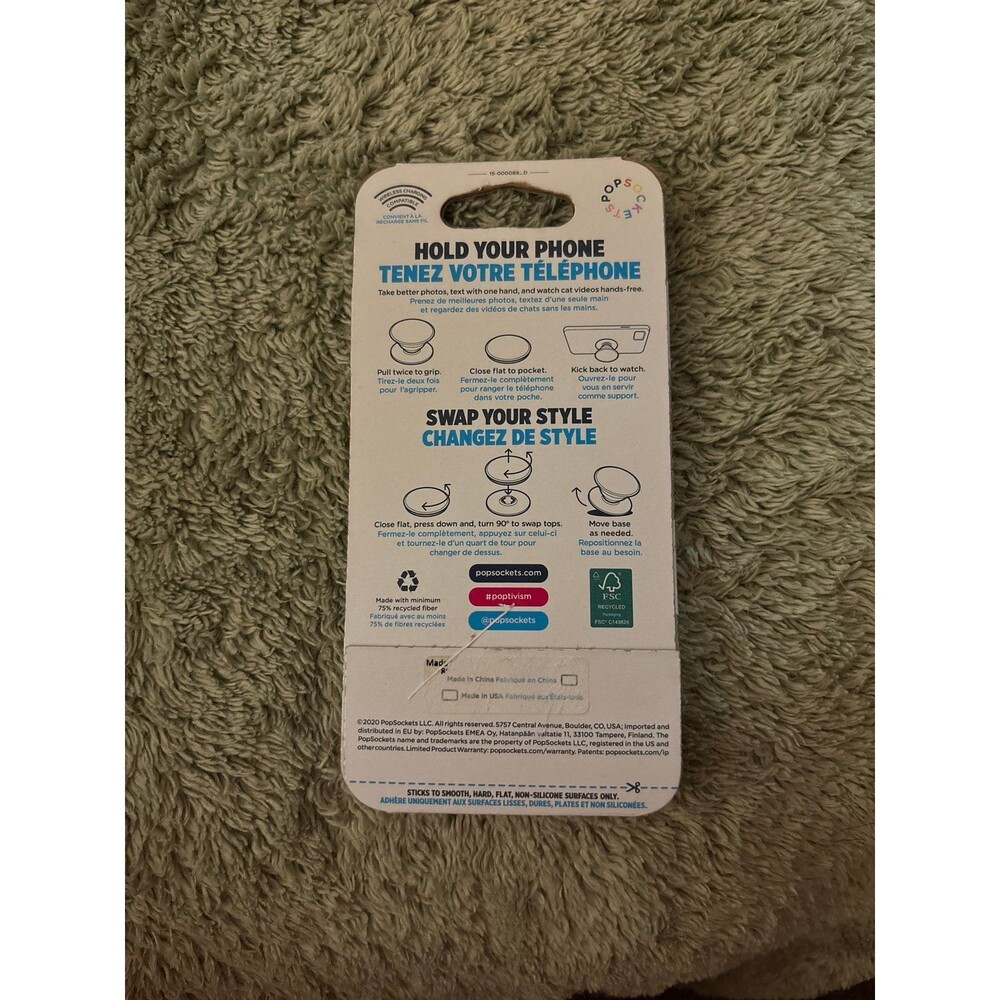 15-000086_D
WIRELESS CHARGING
COMPATIBLE
CONVIENT À LA
RECHARGE SANS FIL
POPSOCKETS
HOLD YOUR PHONE
TENEZ VOTRE TÉLÉPHONE
Take better photos, text with one hand, and watch cat videos hands-free.
Prenez de meilleures photos, textez d'une seule main
et regardez des vidéos de chats sans les mains.
Pull twice to grip.
Tirez-le deux fois
pour l'agripper.
Close flat to pocket.
Fermez-le complètement
pour ranger le téléphone
dans votre poche.
Kick back to watch.
Ouvrez-le pour
vous en servir
comme support.
SWAP YOUR STYLE
CHANGEZ DE STYLE
Close flat, press down and, turn 90° to swap tops.
Fermez-le complètement, appuyez sur celui-ci
et tournez-le d'un quart de tour pour
changer de dessus.
Move base
as needed.
Repositionnez la
base au besoin.
Made with minimum
75% recycled fiber
Fabriqué avec au moins
75% de fibres recyclées
popsockets.com
#poptivism
@popsockets
FSC
RECYCLED
Packaging
FSC® C149826
Made
Made in China Fabriqué en China
Made in USA Fabriqué aux États-Unis
©2020 PopSockets LLC. All rights reserved. 5757 Central Avenue, Boulder, CO, USA; Imported and
distributed in EU by: PopSockets EMEA Oy, Hatanpään valtatie 11, 33100 Tampere, Finland. The
PopSockets name and trademarks are the property of PopSockets LLC, registered in the US and
other countries. Limited Product Warranty: popsockets.com/warranty. Patents: popsockets.com/ip
STICKS TO SMOOTH, HARD, FLAT, NON-SILICONE SURFACES ONLY.
ADHÈRE UNIQUEMENT AUX SURFACES LISSES, DURES, PLATES ET NON SILICONÉES.